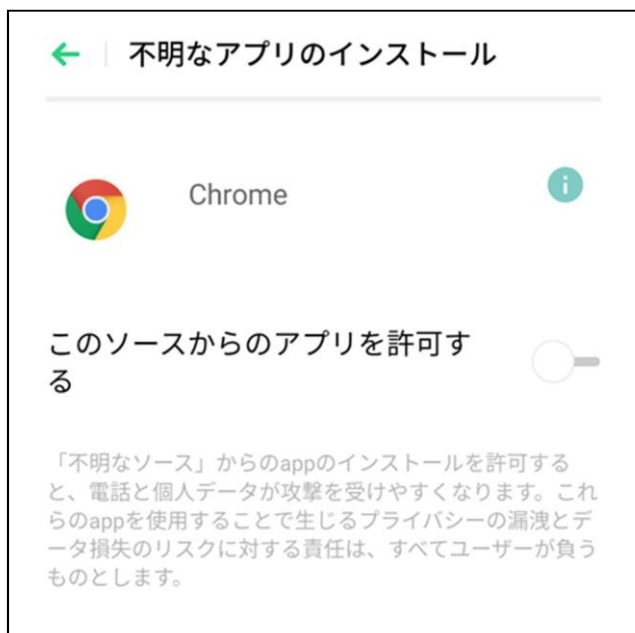 不明なアプリのインストール
Chrome
このソースからのアプリを許可す
る
「不明なソース」からのappのインストールを許可する
と、電話と個人データが攻撃を受けやすくなります。これ
らのappを使用することで生じるプライバシーの漏洩とデ
ータ損失のリスクに対する責任は、すべてユーザーが負う
ものとします。